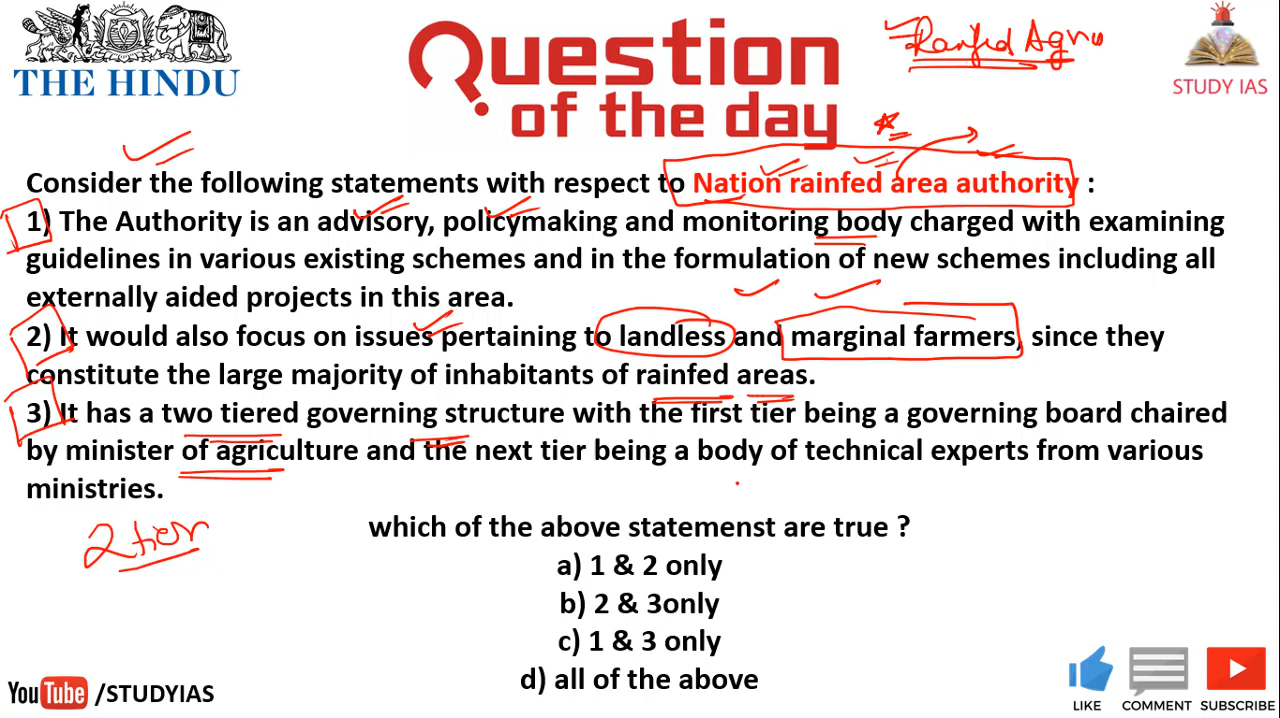 THE HINDU
Question
of the day
Ranfed Agru
STUDY IAS
Consider the following statements with respect to Nation rainfed area authority :
1) The Authority is an advisory, policymaking and monitoring body charged with examining
guidelines in various existing schemes and in the formulation of new schemes including all
externally aided projects in this area.
2) It would also focus on issues pertaining to landless and marginal farmers, since they
constitute the large majority of inhabitants of rainfed areas.
3) It has a two tiered governing structure with the first tier being a governing board chaired
by minister of agriculture and the next tier being a body of technical experts from various
ministries.
2 tier
which of the above statemenst are true ?
a) 1 & 2 only
b) 2 & 3only
c) 1 & 3 only
d) all of the above
YouTube /STUDYIAS
LIKE COMMENT SUBSCRIBE